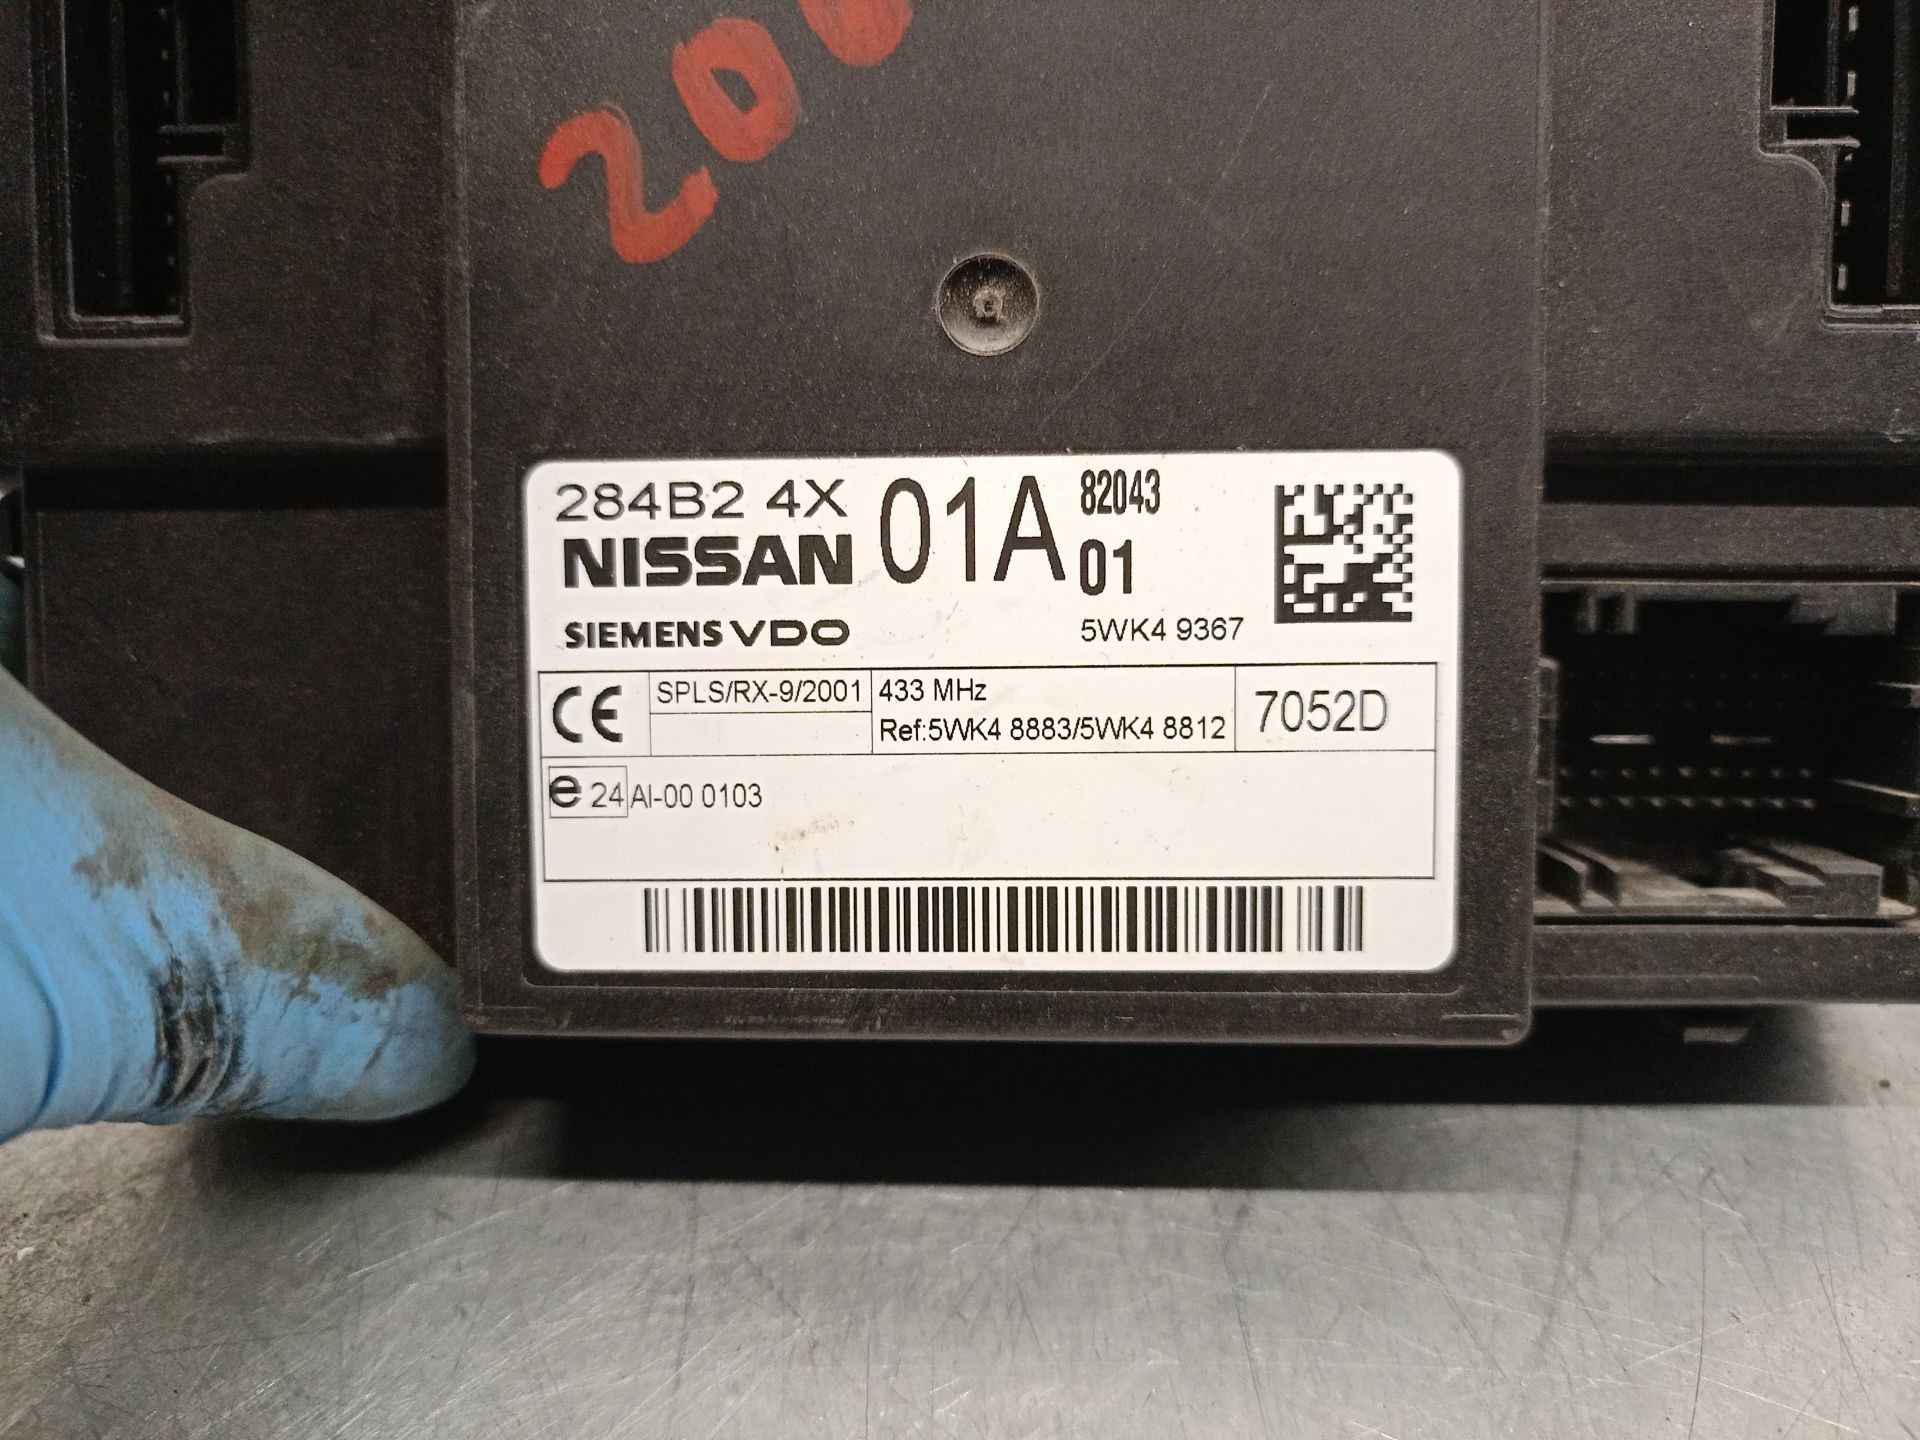 200
284B2 4X 01A 82043
NISSAN 01
SIEMENS VDO 5WK4 9367
CE SPLS/RX-9/2001 433 MHz 7052D
Ref:5WK4 8883/5WK4 8812
e 24 AI-00 0103